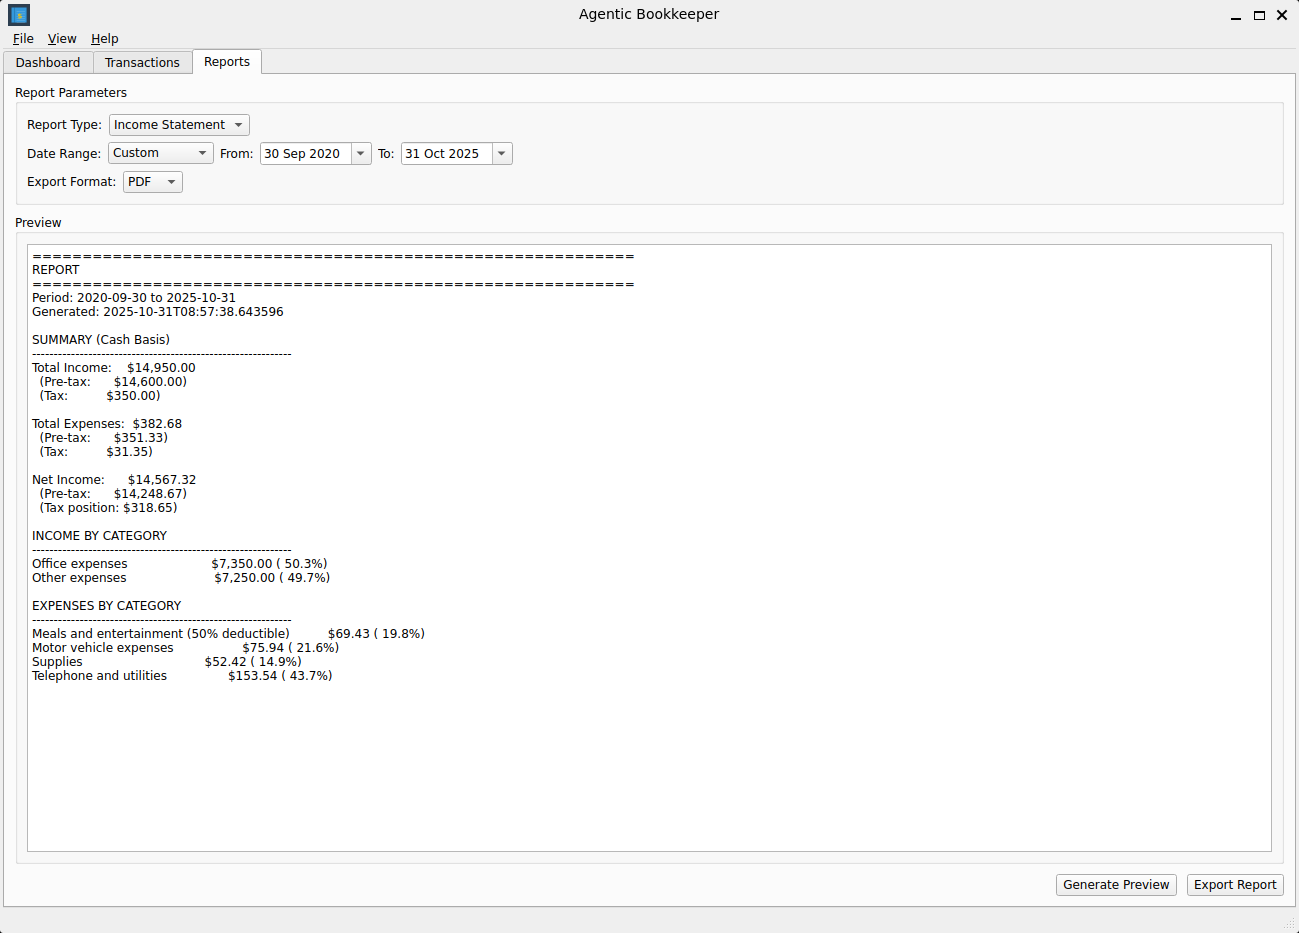 Agentic Bookkeeper
File View Help
Dashboard Transactions Reports
Report Parameters
Report Type: Income Statement
Date Range: Custom From: 30 Sep 2020 To: 31 Oct 2025
Export Format: PDF
Preview
============================================================
REPORT
============================================================
Period: 2020-09-30 to 2025-10-31
Generated: 2025-10-31T08:57:38.643596
SUMMARY (Cash Basis)
------------------------------------------------------------
Total Income: $14,950.00
(Pre-tax: $14,600.00)
(Tax: $350.00)
Total Expenses: $382.68
(Pre-tax: $351.33)
(Tax: $31.35)
Net Income: $14,567.32
(Pre-tax: $14,248.67)
(Tax position: $318.65)
INCOME BY CATEGORY
------------------------------------------------------------
Office expenses $7,350.00 ( 50.3%)
Other expenses $7,250.00 ( 49.7%)
EXPENSES BY CATEGORY
------------------------------------------------------------
Meals and entertainment (50% deductible) $69.43 ( 19.8%)
Motor vehicle expenses $75.94 ( 21.6%)
Supplies $52.42 ( 14.9%)
Telephone and utilities $153.54 ( 43.7%)
Generate Preview Export Report